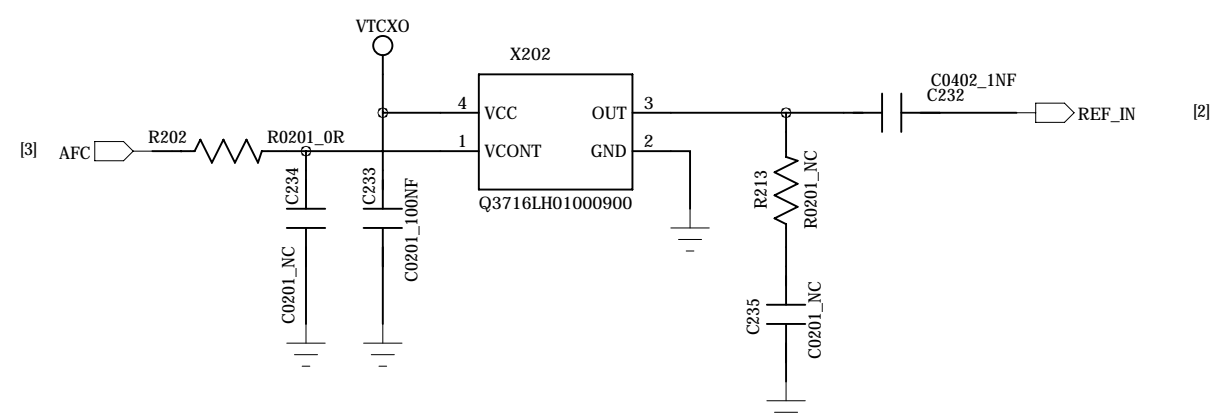 VTCXO
X202
C0402_1NF
C232
4
VCC
OUT
3
REF_IN
[2]
[3]
AFC
R202
R0201_0R
1
VCONT
GND
2
Q3716LH01000900
C234
C0201_NC
C233
C0201_100NF
R213
R0201_NC
C235
C0201_NC